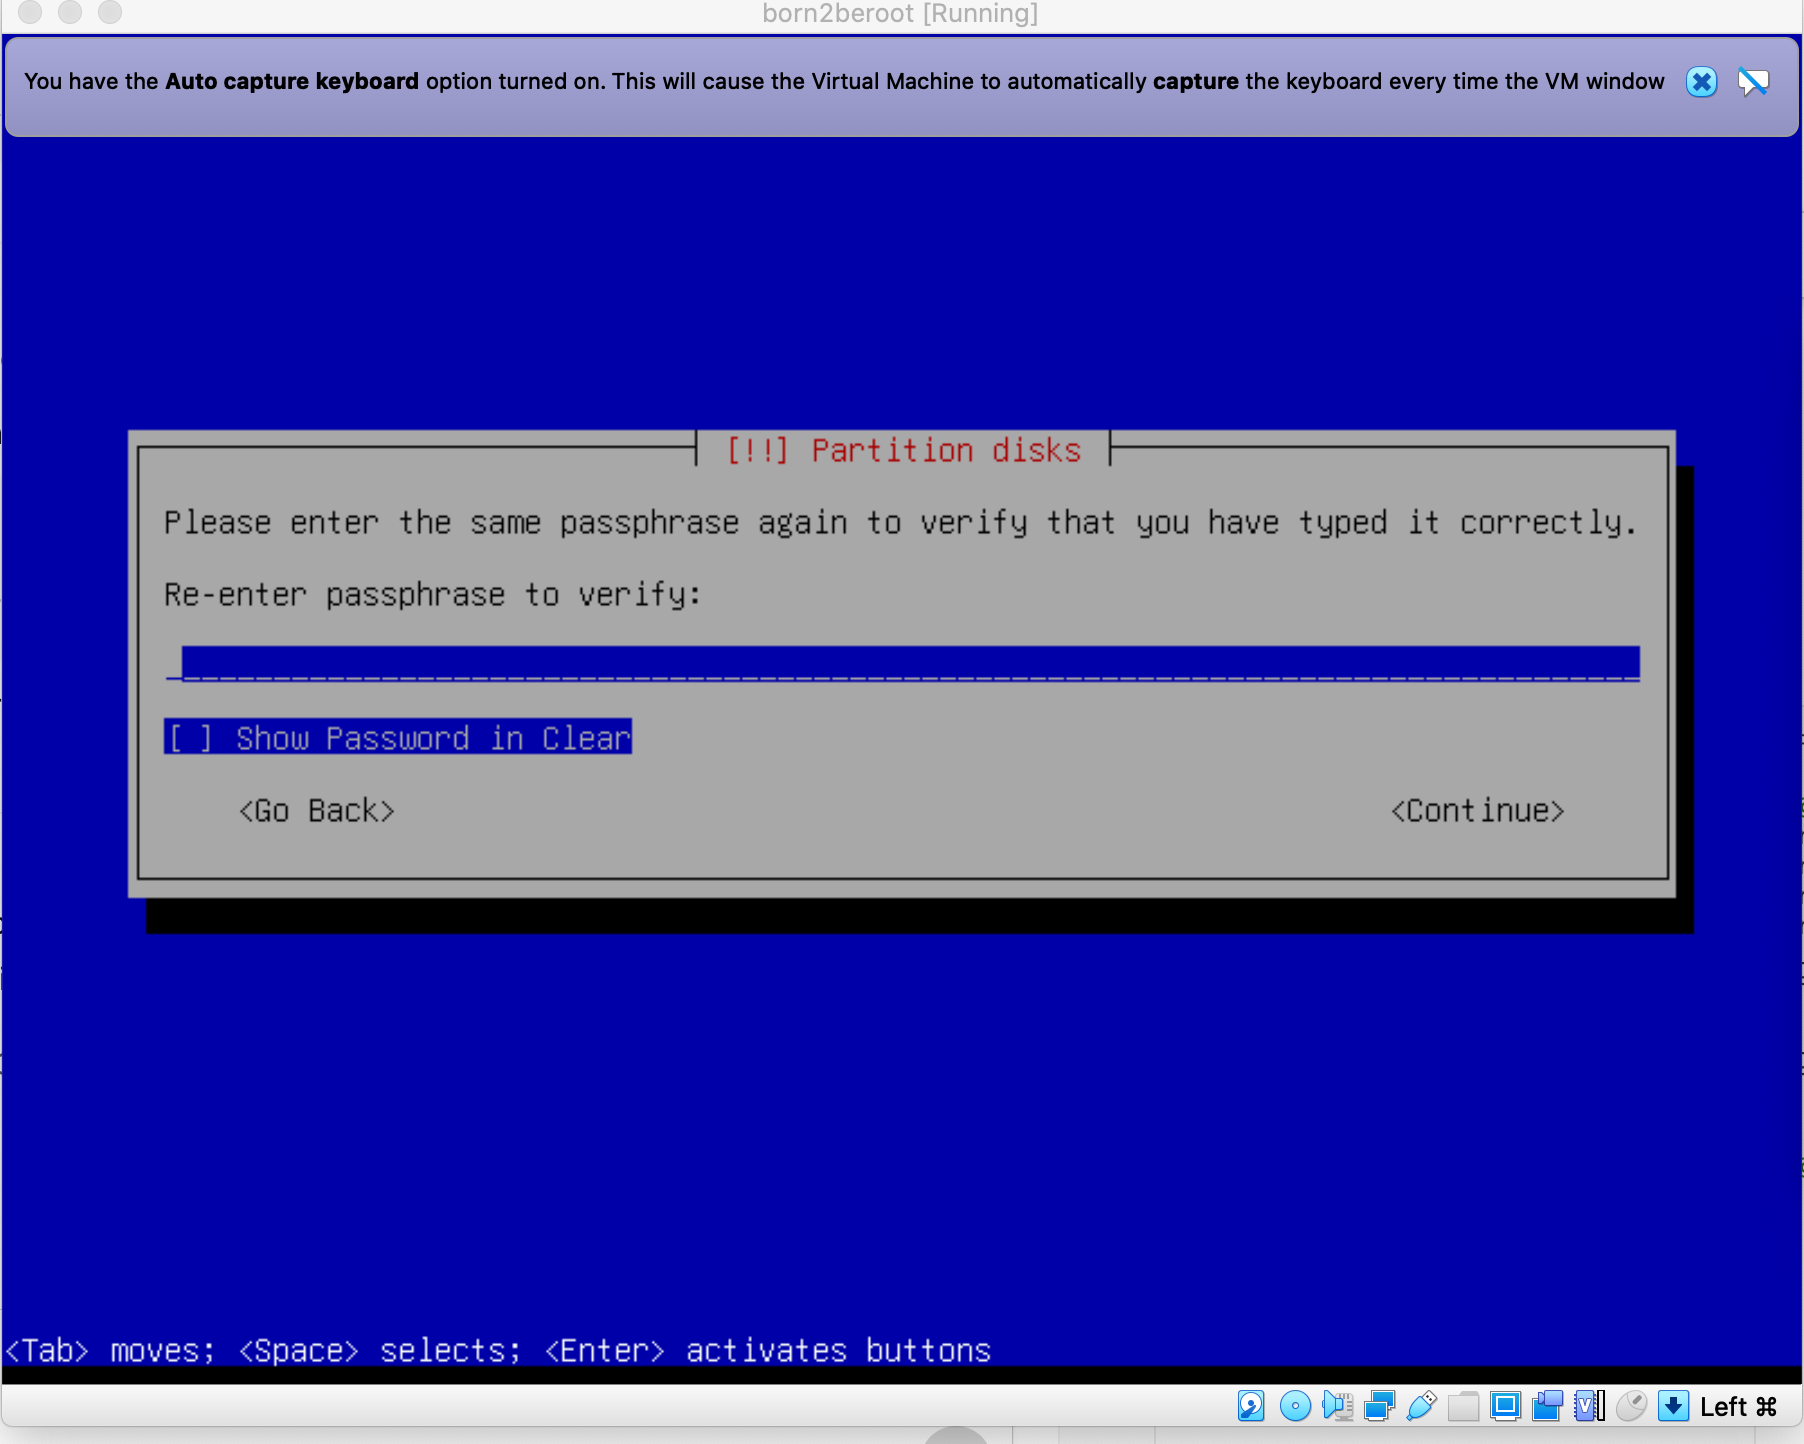 born2beroot [Running]
You have the Auto capture keyboard option turned on. This will cause the Virtual Machine to automatically capture the keyboard every time the VM window
[!!] Partition disks
Please enter the same passphrase again to verify that you have typed it correctly.
Re-enter passphrase to verify:
[ ] Show Password in Clear
<Go Back> <Continue>
<Tab> moves; <Space> selects; <Enter> activates buttons
Left ⌘